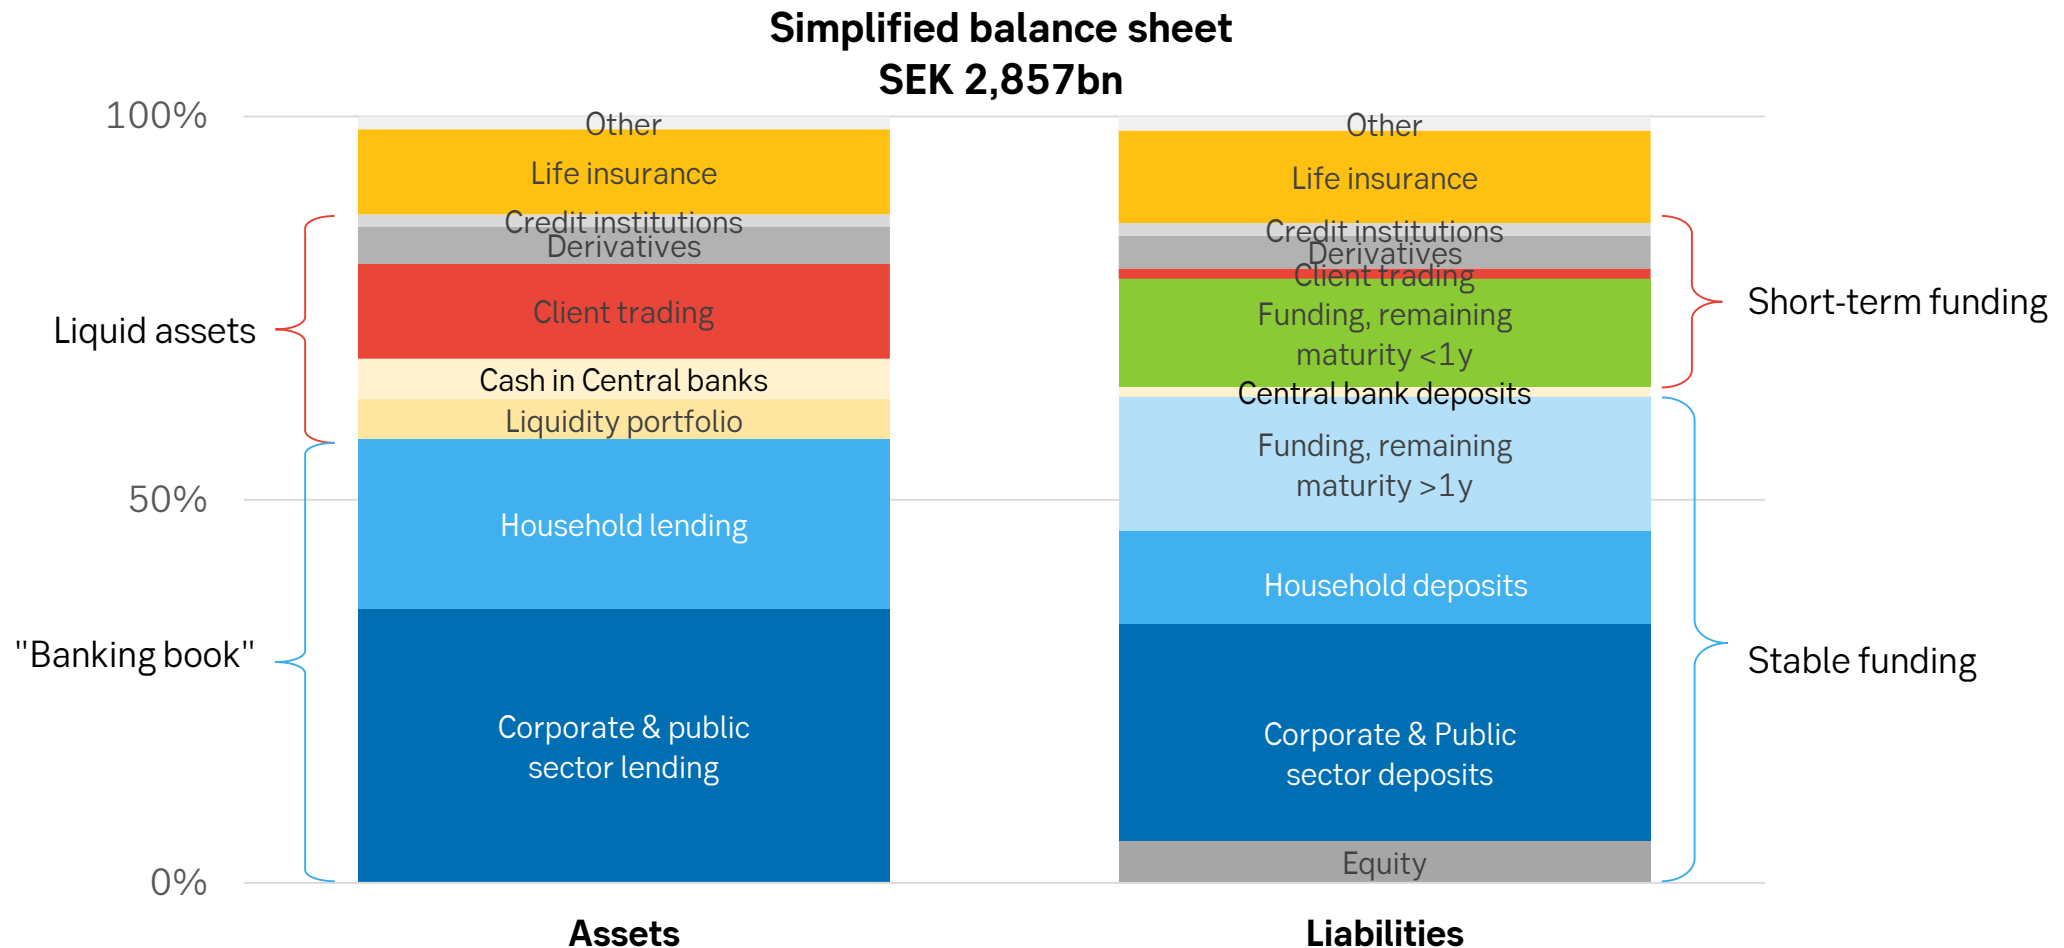 Simplified balance sheet
SEK 2,857bn
100%
50%
0%
Liquid assets
"Banking book"
Other
Life insurance
Credit institutions
Derivatives
Client trading
Cash in Central banks
Liquidity portfolio
Household lending
Corporate & public
sector lending
Assets
Other
Life insurance
Credit institutions
Derivatives
Client trading
Funding, remaining
maturity <1y
Central bank deposits
Funding, remaining
maturity >1y
Household deposits
Corporate & Public
sector deposits
Equity
Liabilities
Short-term funding
Stable funding